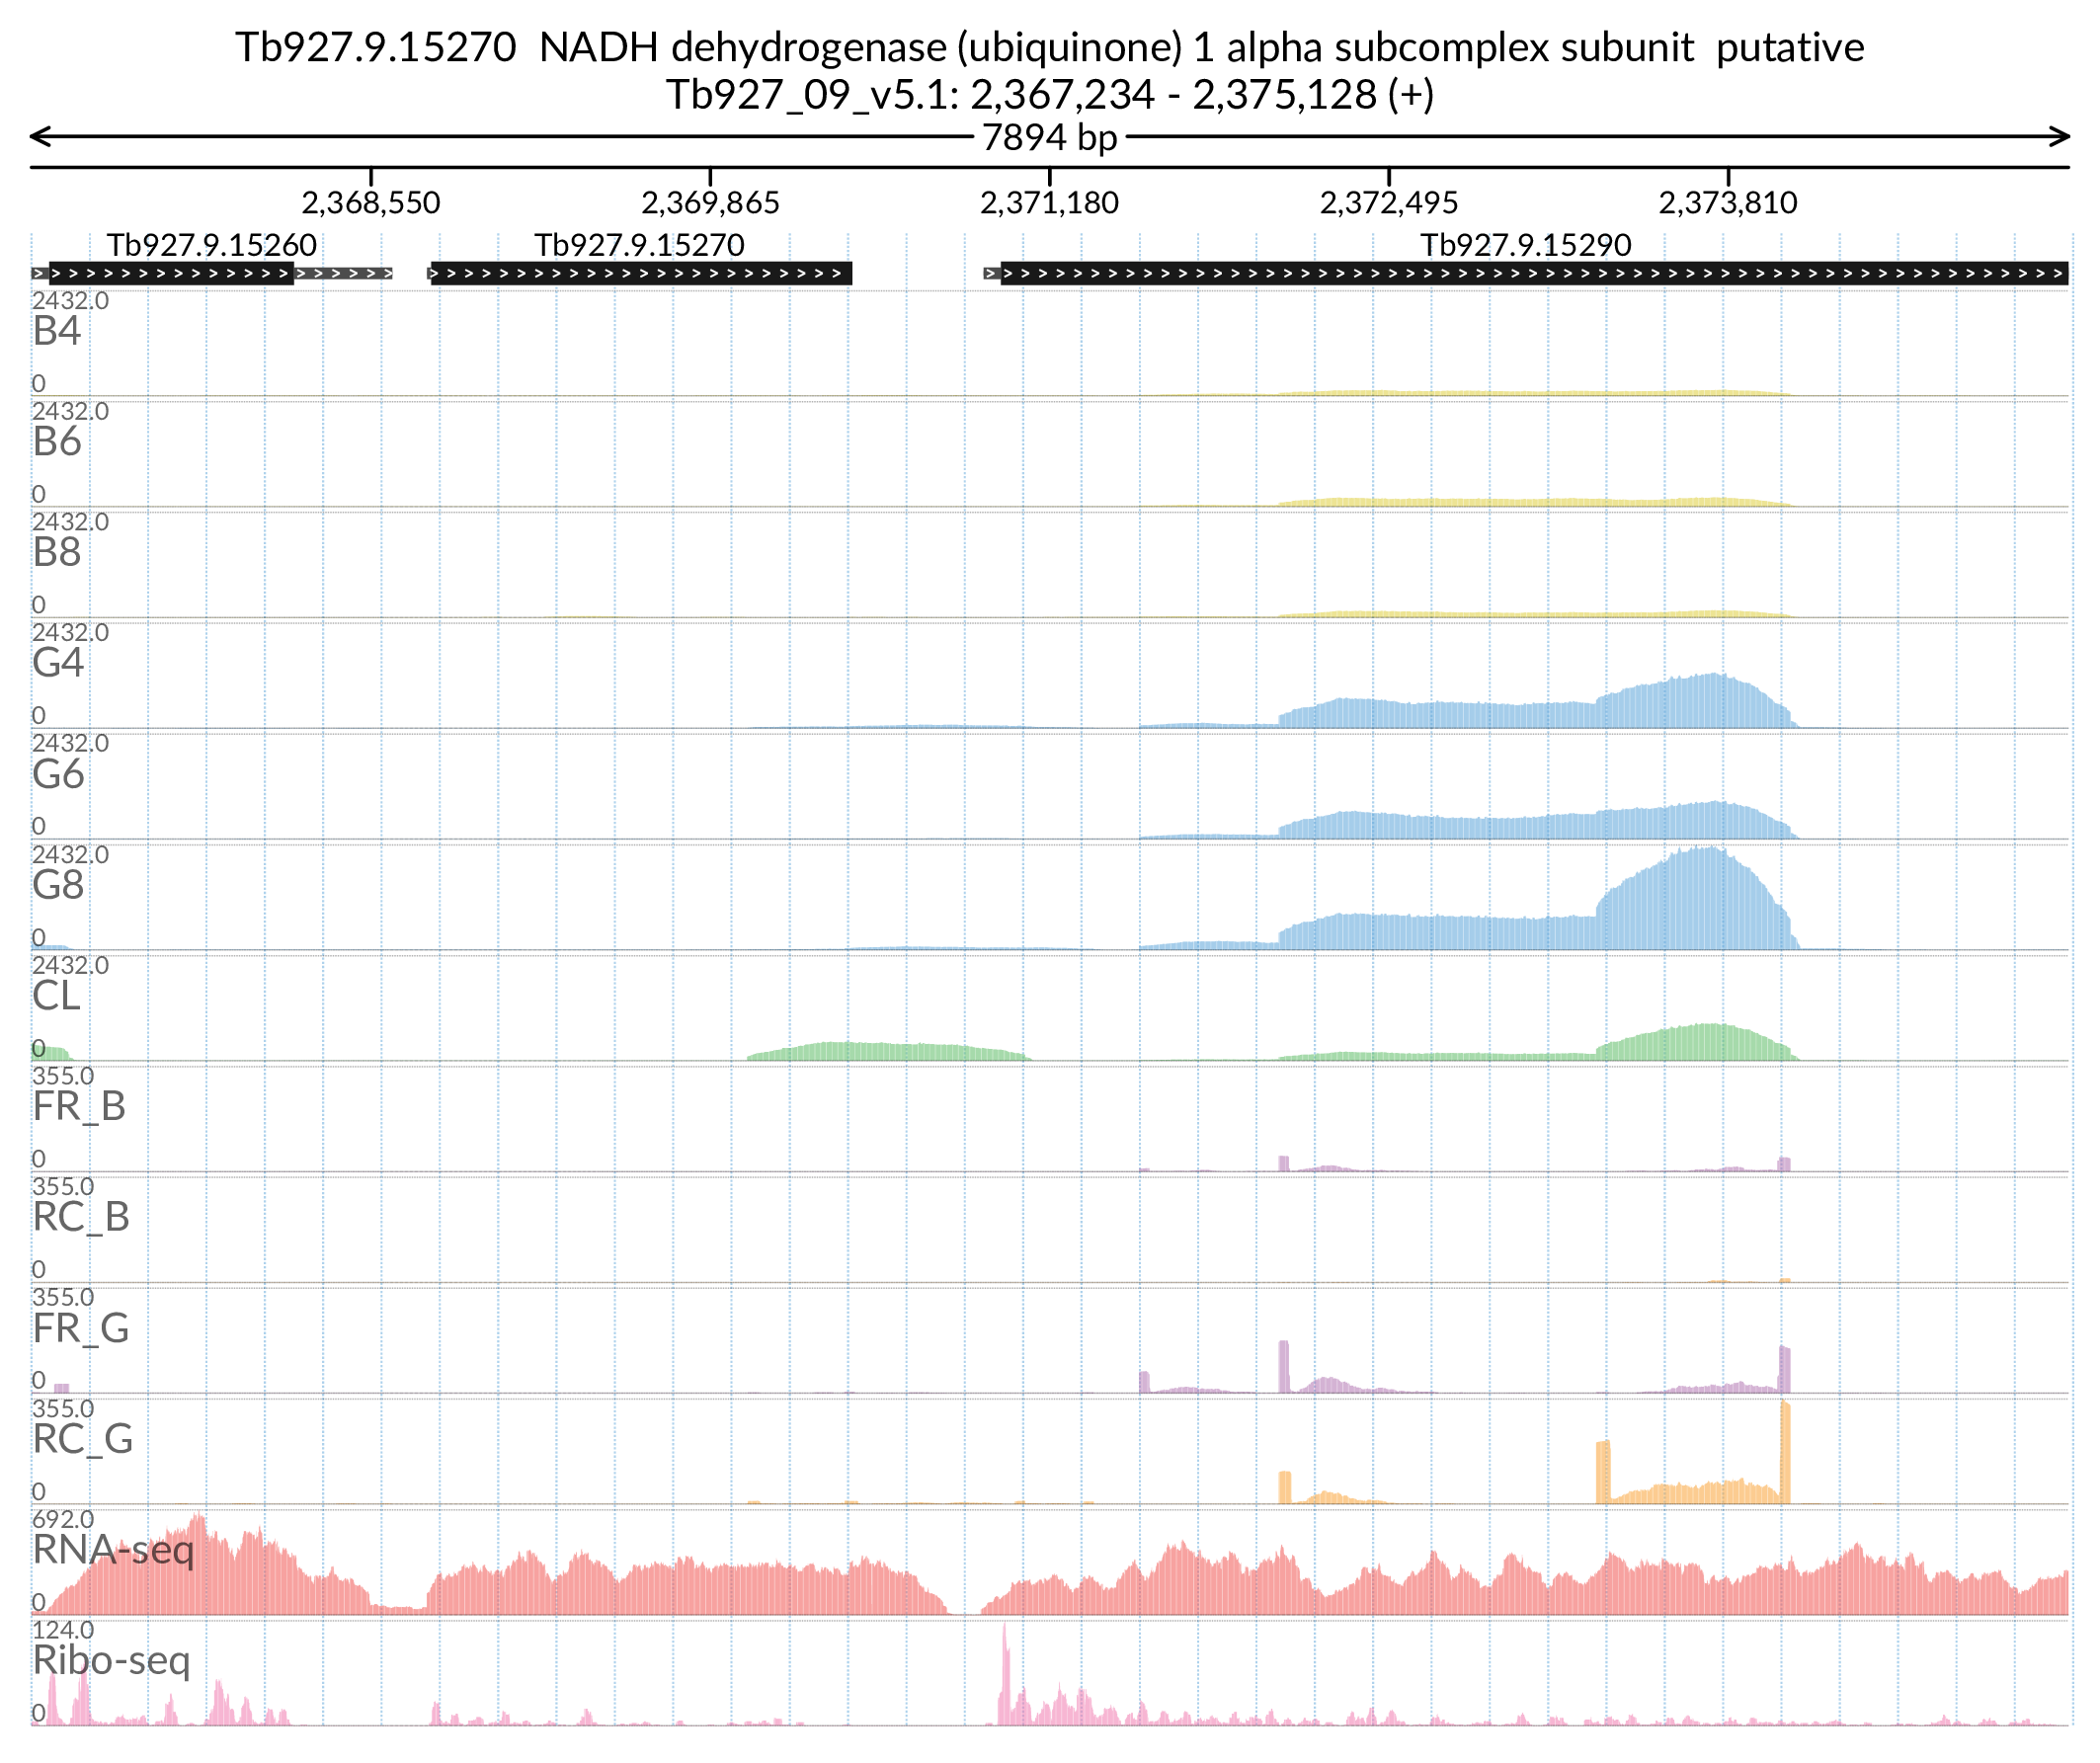 Tb927.9.15270  NADH dehydrogenase (ubiquinone) 1 alpha subcomplex subunit  putative
Tb927_09_v5.1: 2,367,234 - 2,375,128 (+)
7894 bp
2,368,550 2,369,865 2,371,180 2,372,495 2,373,810
Tb927.9.15260 Tb927.9.15270 Tb927.9.15290
2432.0
B4
0
2432.0
B6
0
2432.0
B8
0
2432.0
G4
0
2432.0
G6
0
2432.0
G8
0
2432.0
CL
0
355.0
FR_B
0
355.0
RC_B
0
355.0
FR_G
0
355.0
RC_G
0
692.0
RNA-seq
0
124.0
Ribo-seq
0